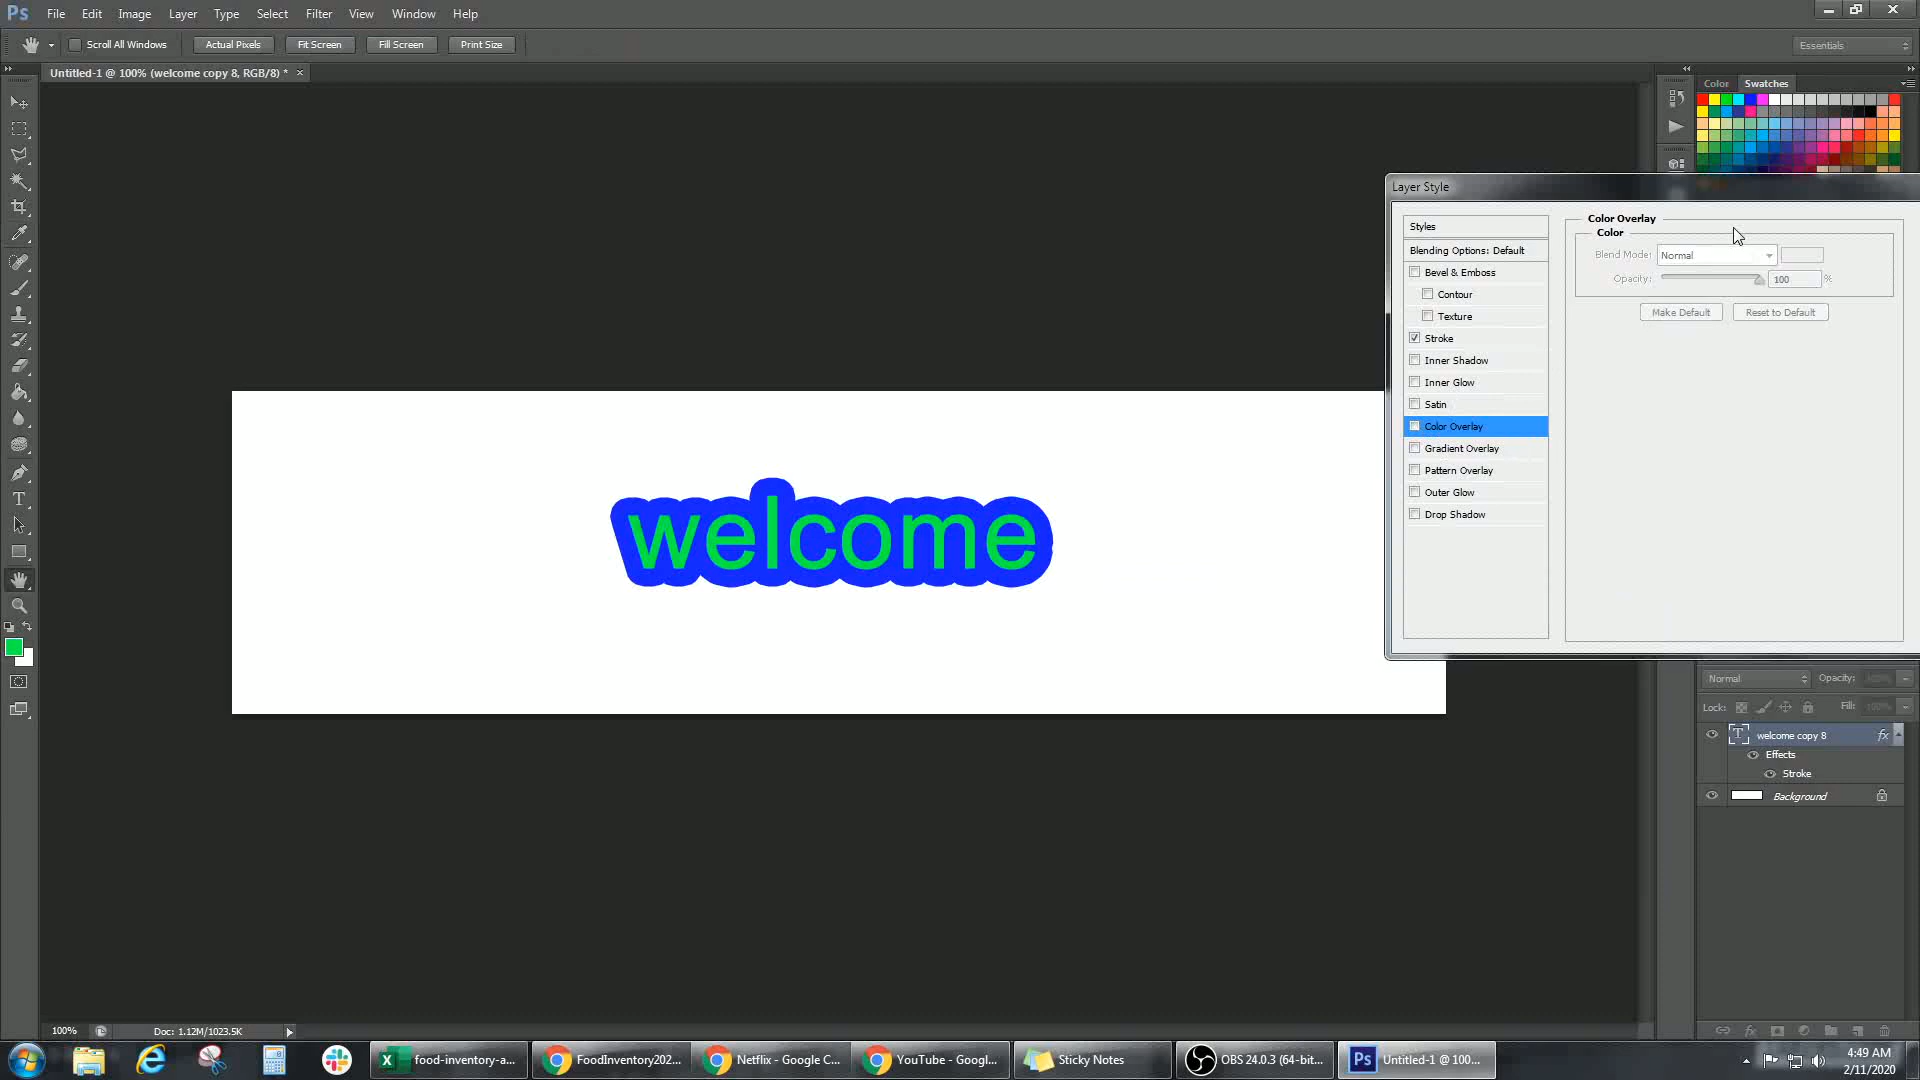 Ps File Edit Image Layer Type Select Filter View Window Help
Scroll All Windows Actual Pixels Fit Screen Fill Screen Print Size Essentials
Untitled-1 @ 100% (welcome copy 8, RGB/8) * ×
Color Swatches
Layer Style
Styles
Blending Options: Default
Bevel & Emboss
Contour
Texture
Stroke
Inner Shadow
Inner Glow
Satin
Color Overlay
Gradient Overlay
Pattern Overlay
Outer Glow
Drop Shadow
Color Overlay
Color
Blend Mode: Normal
Opacity: 100 %
Make Default Reset to Default
welcome
Normal Opacity:
Lock: Fill:
T welcome copy 8 fx
Effects
Stroke
Background
100% Doc: 1.12M/1023.5K
food-inventory-a... FoodInventory202... Netflix - Google C... YouTube - Googl... Sticky Notes OBS 24.0.3 (64-bit... Ps Untitled-1 @ 100...
4:49 AM
2/11/2020